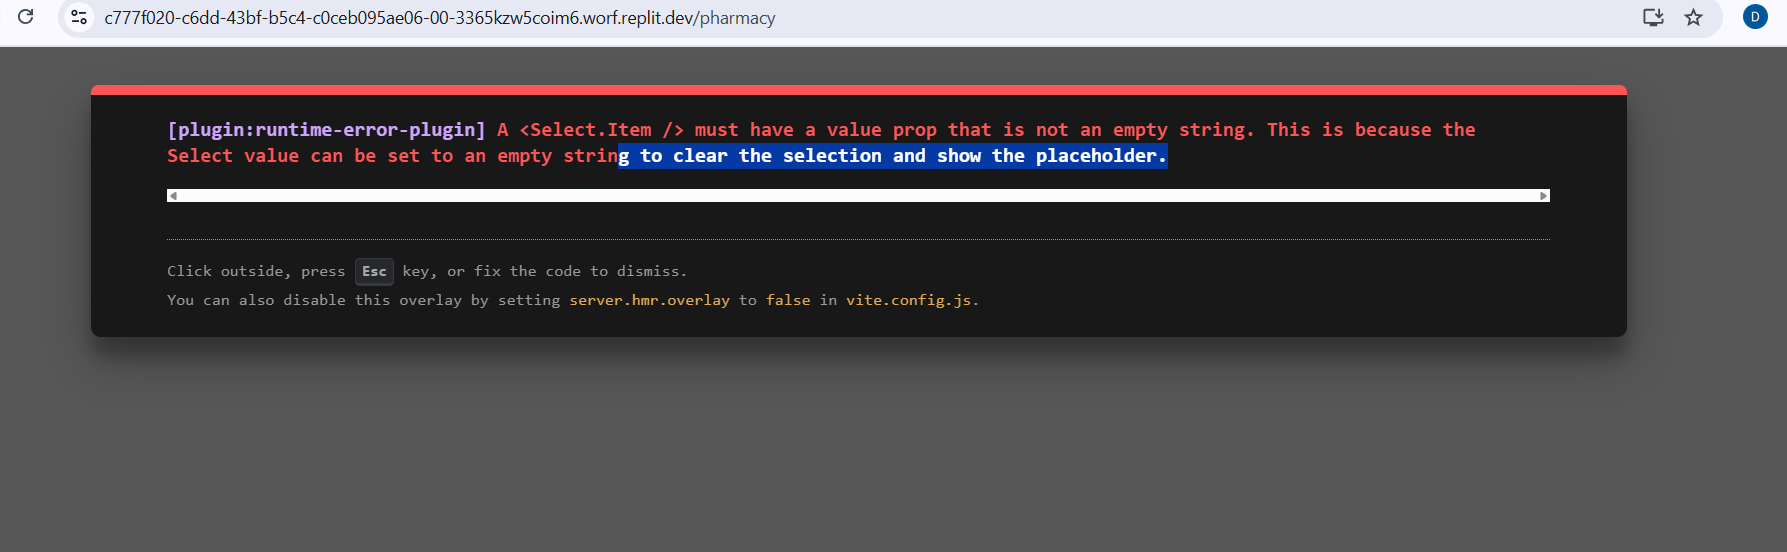 c777f020-c6dd-43bf-b5c4-c0ceb095ae06-00-3365kzw5coim6.worf.replit.dev/pharmacy
D
[plugin:runtime-error-plugin] A <Select.Item /> must have a value prop that is not an empty string. This is because the
Select value can be set to an empty string to clear the selection and show the placeholder.
Click outside, press Esc key, or fix the code to dismiss.
You can also disable this overlay by setting server.hmr.overlay to false in vite.config.js.